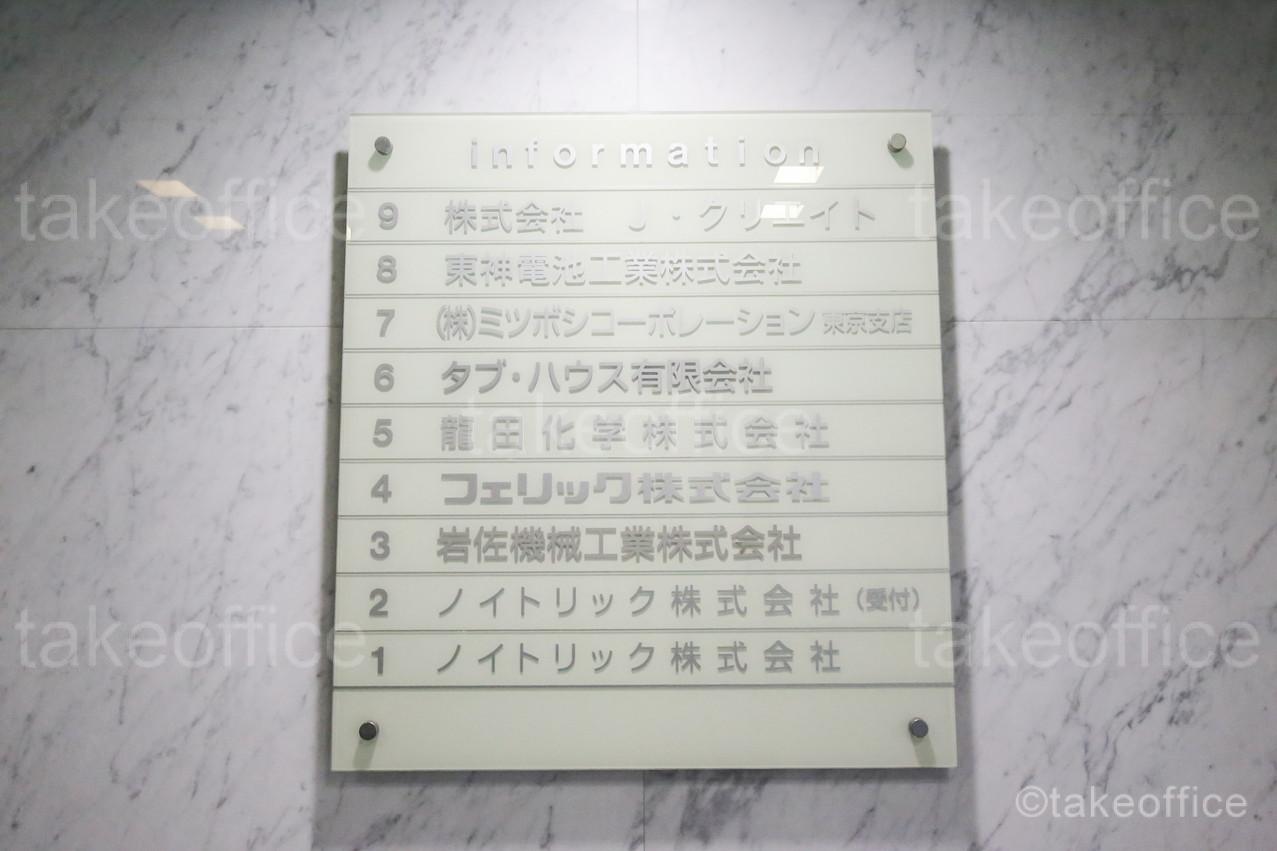 information
9 株式会社 J・クリエイト
8 東神電池工業株式会社
7 (株)ミツボシコーポレーション 東京支店
6 タブ・ハウス有限会社
5 龍田化学株式会社
4 フェリック株式会社
3 岩佐機械工業株式会社
2 ノイトリック株式会社(受付)
1 ノイトリック株式会社
takeoffice
takeoffice
takeoffice
takeoffice
takeoffice
©takeoffice